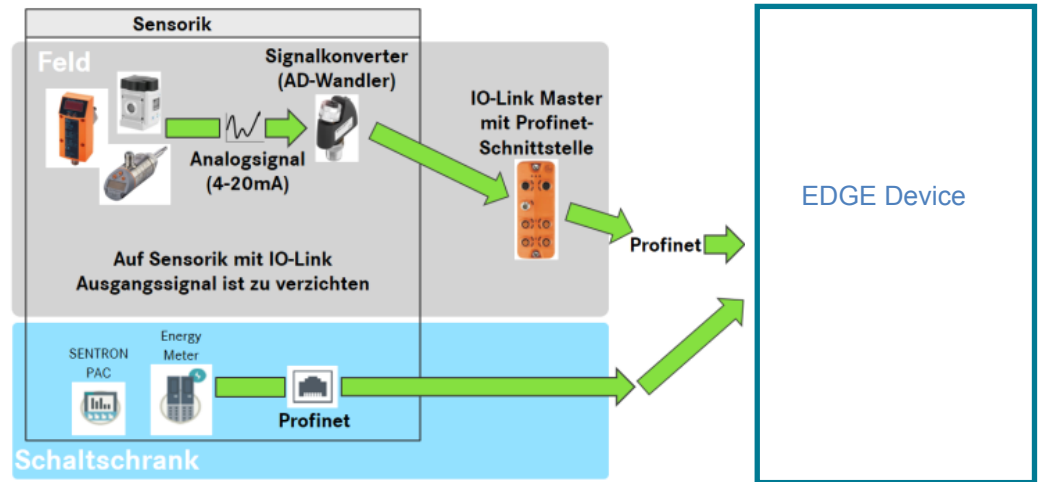 Sensorik
Feld
Signalkonverter
(AD-Wandler)
IO-Link Master
mit Profinet-
Schnittstelle
Analogsignal
(4-20mA)
EDGE Device
Profinet
Auf Sensorik mit IO-Link
Ausgangssignal ist zu verzichten
SENTRON
PAC
Energy
Meter
Profinet
Schaltschrank